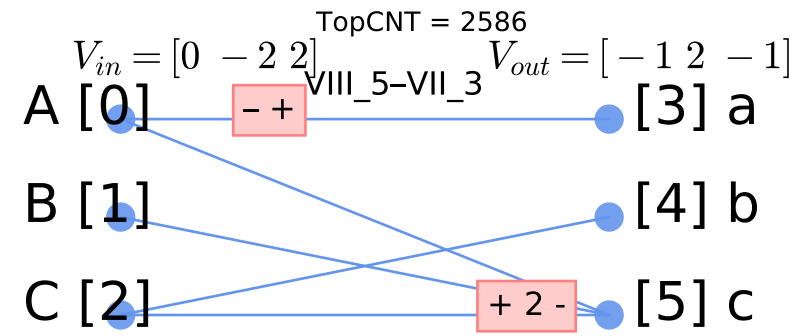 TopCNT = 2586
V_in = [0 − 2 2] V_out = [− 1 2 − 1]
VIII_5–VII_3
A [0] – + [3] a
B [1] [4] b
C [2] + 2 - [5] c